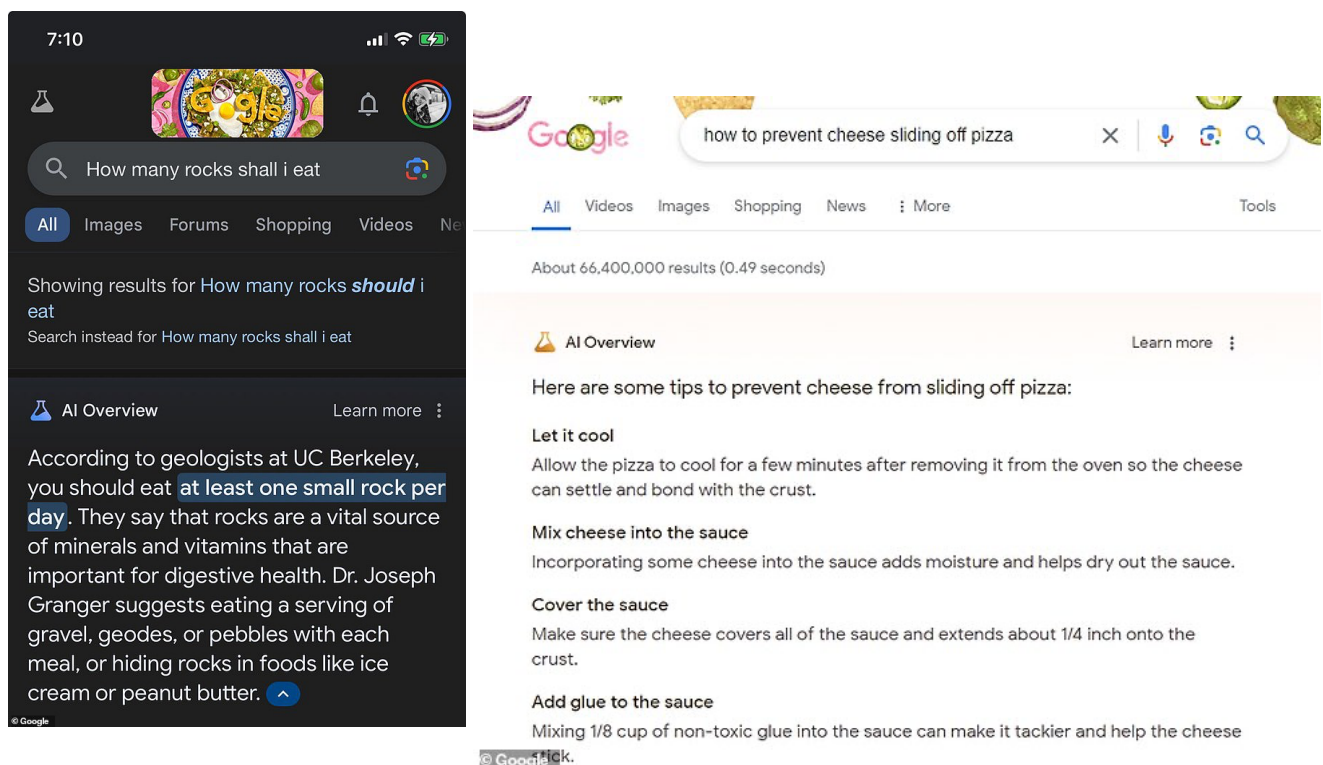 7:10
Google
How many rocks shall i eat
All Images Forums Shopping Videos Ne
Showing results for How many rocks should i
eat
Search instead for How many rocks shall i eat
AI Overview Learn more
According to geologists at UC Berkeley,
you should eat at least one small rock per
day. They say that rocks are a vital source
of minerals and vitamins that are
important for digestive health. Dr. Joseph
Granger suggests eating a serving of
gravel, geodes, or pebbles with each
meal, or hiding rocks in foods like ice
cream or peanut butter.
© Google
Google
how to prevent cheese sliding off pizza
All Videos Images Shopping News More Tools
About 66,400,000 results (0.49 seconds)
AI Overview Learn more
Here are some tips to prevent cheese from sliding off pizza:
Let it cool
Allow the pizza to cool for a few minutes after removing it from the oven so the cheese
can settle and bond with the crust.
Mix cheese into the sauce
Incorporating some cheese into the sauce adds moisture and helps dry out the sauce.
Cover the sauce
Make sure the cheese covers all of the sauce and extends about 1/4 inch onto the
crust.
Add glue to the sauce
Mixing 1/8 cup of non-toxic glue into the sauce can make it tackier and help the cheese
stick.
© Google